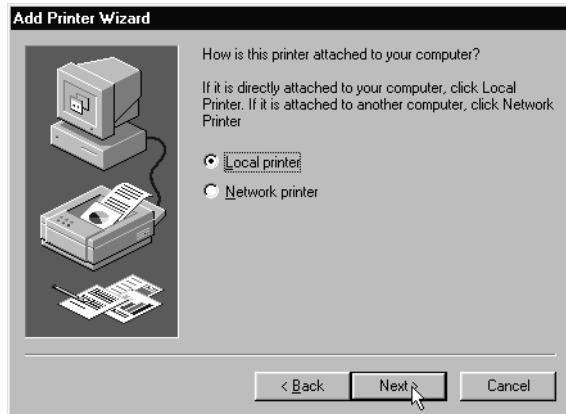 Add Printer Wizard
How is this printer attached to your computer?
If it is directly attached to your computer, click Local
Printer. If it is attached to another computer, click Network
Printer
Local printer
Network printer
< Back
Next >
Cancel